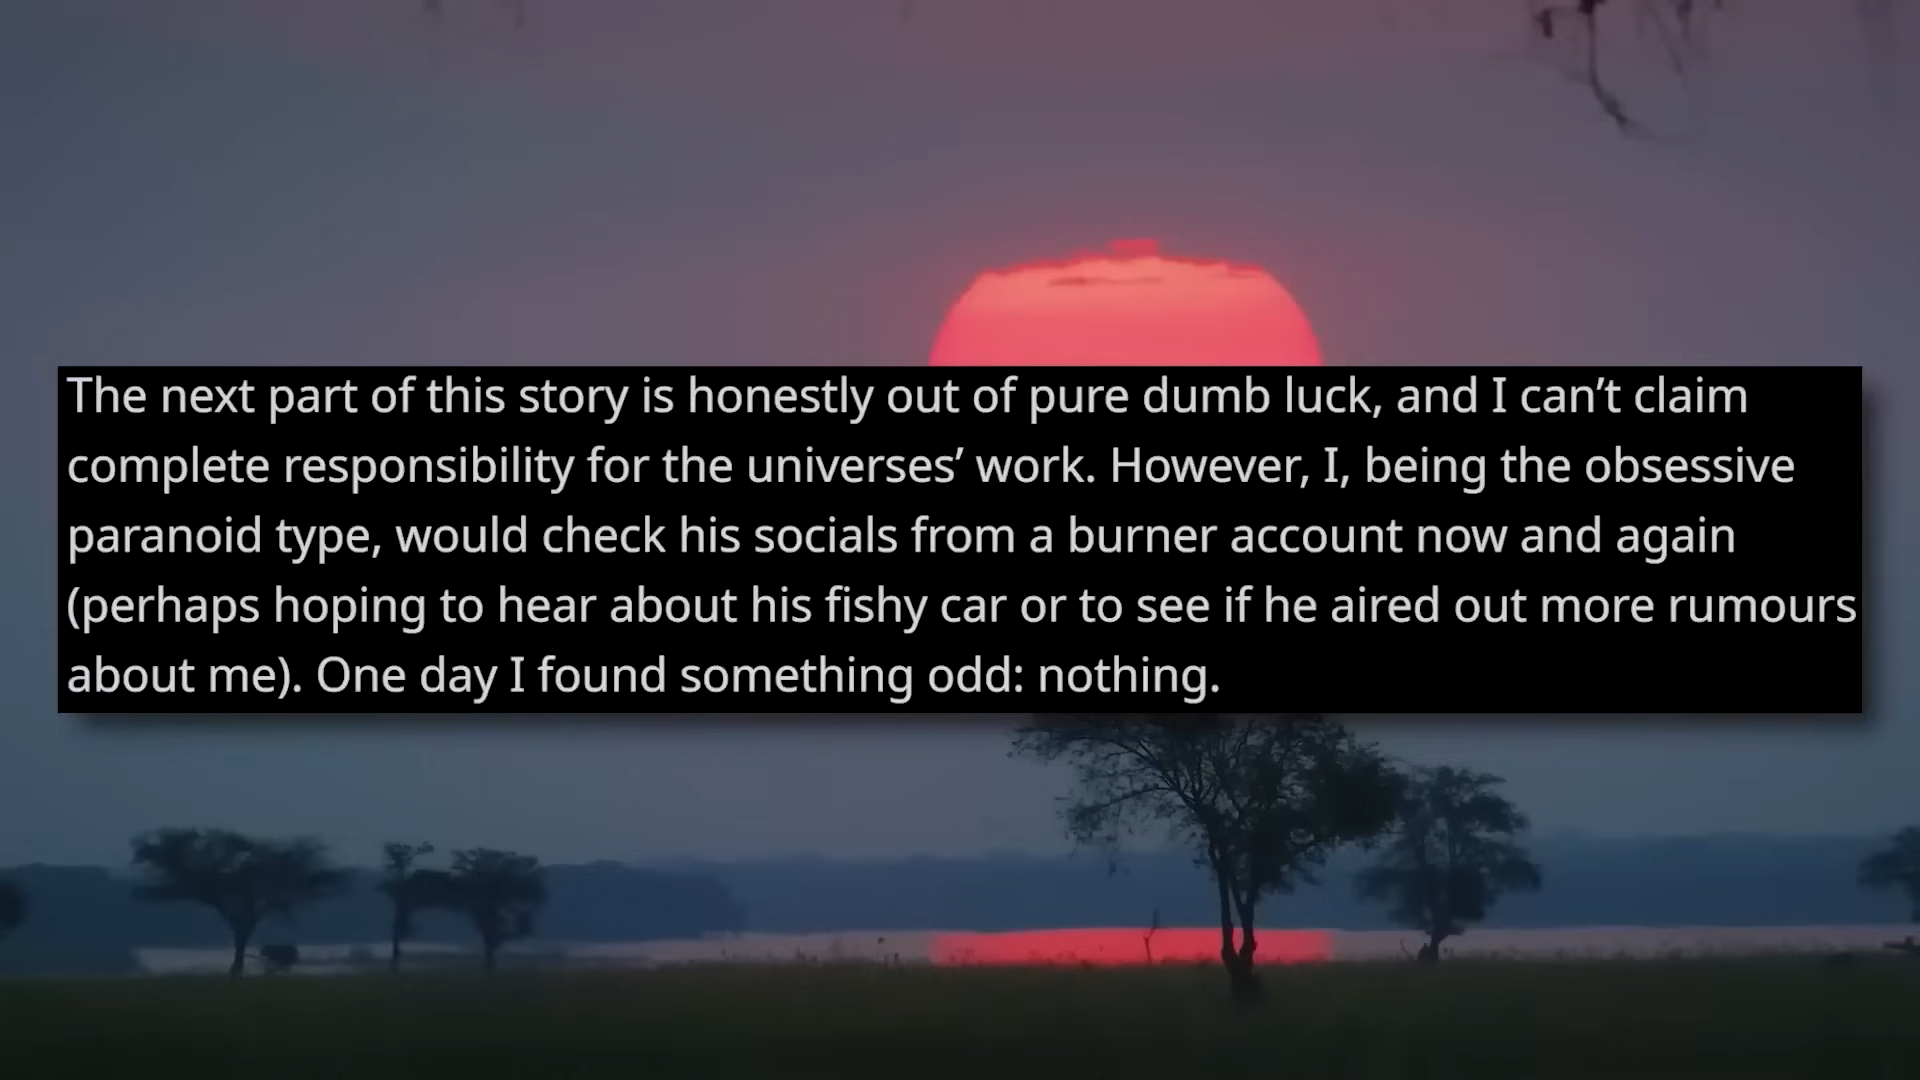 The next part of this story is honestly out of pure dumb luck, and I can’t claim
complete responsibility for the universes’ work. However, I, being the obsessive
paranoid type, would check his socials from a burner account now and again
(perhaps hoping to hear about his fishy car or to see if he aired out more rumours
about me). One day I found something odd: nothing.